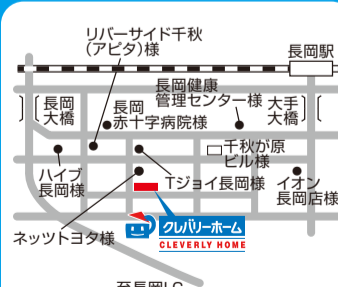 リバーサイド千秋
(アピタ)様
長岡駅
長岡健康
管理センター様
長岡
大橋
長岡
赤十字病院様
大手
大橋
千秋が原
ビル様
ハイブ
長岡様
Tジョイ長岡様
イオン
長岡店様
ネッツトヨタ様
クレバリーホーム
CLEVERLY HOME
至長岡I.C